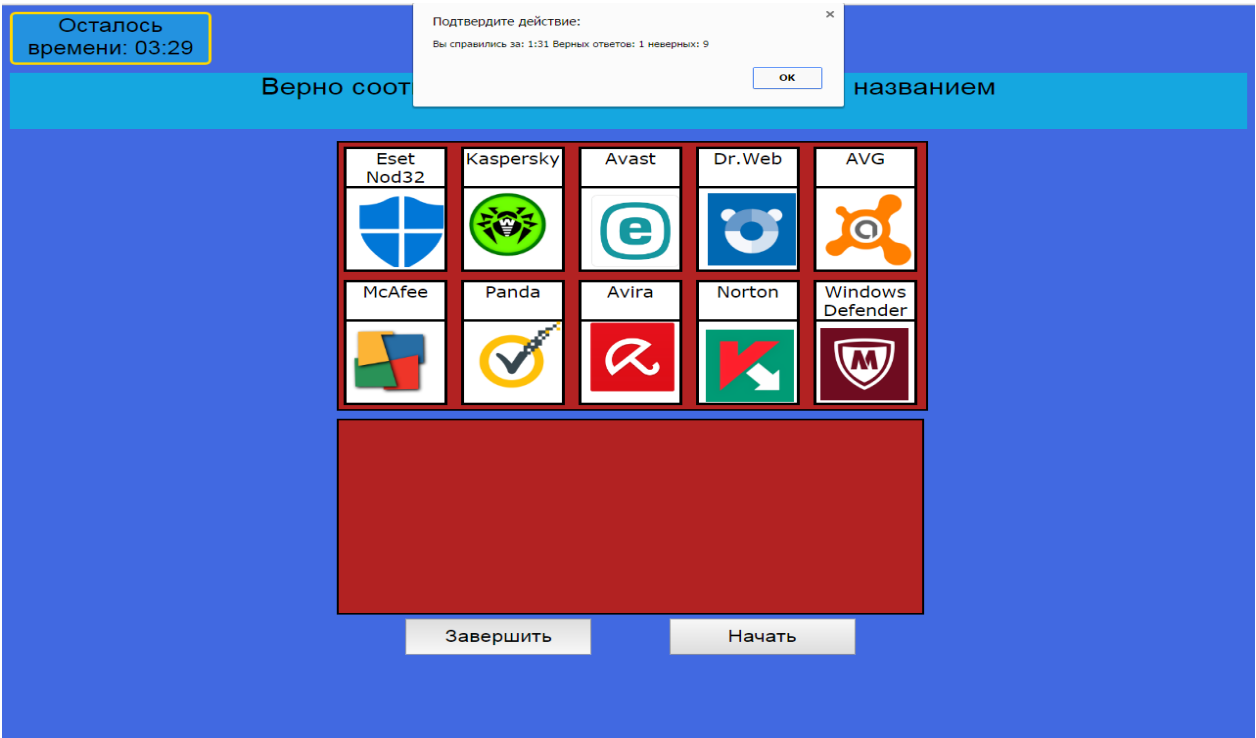 Осталось
времени: 03:29
Подтвердите действие:
Вы справились за: 1:31 Верных ответов: 1 неверных: 9
ОК
Верно соот
названием
Eset
Nod32
Kaspersky
Avast
Dr.Web
AVG
McAfee
Panda
Avira
Norton
Windows
Defender
Завершить
Начать